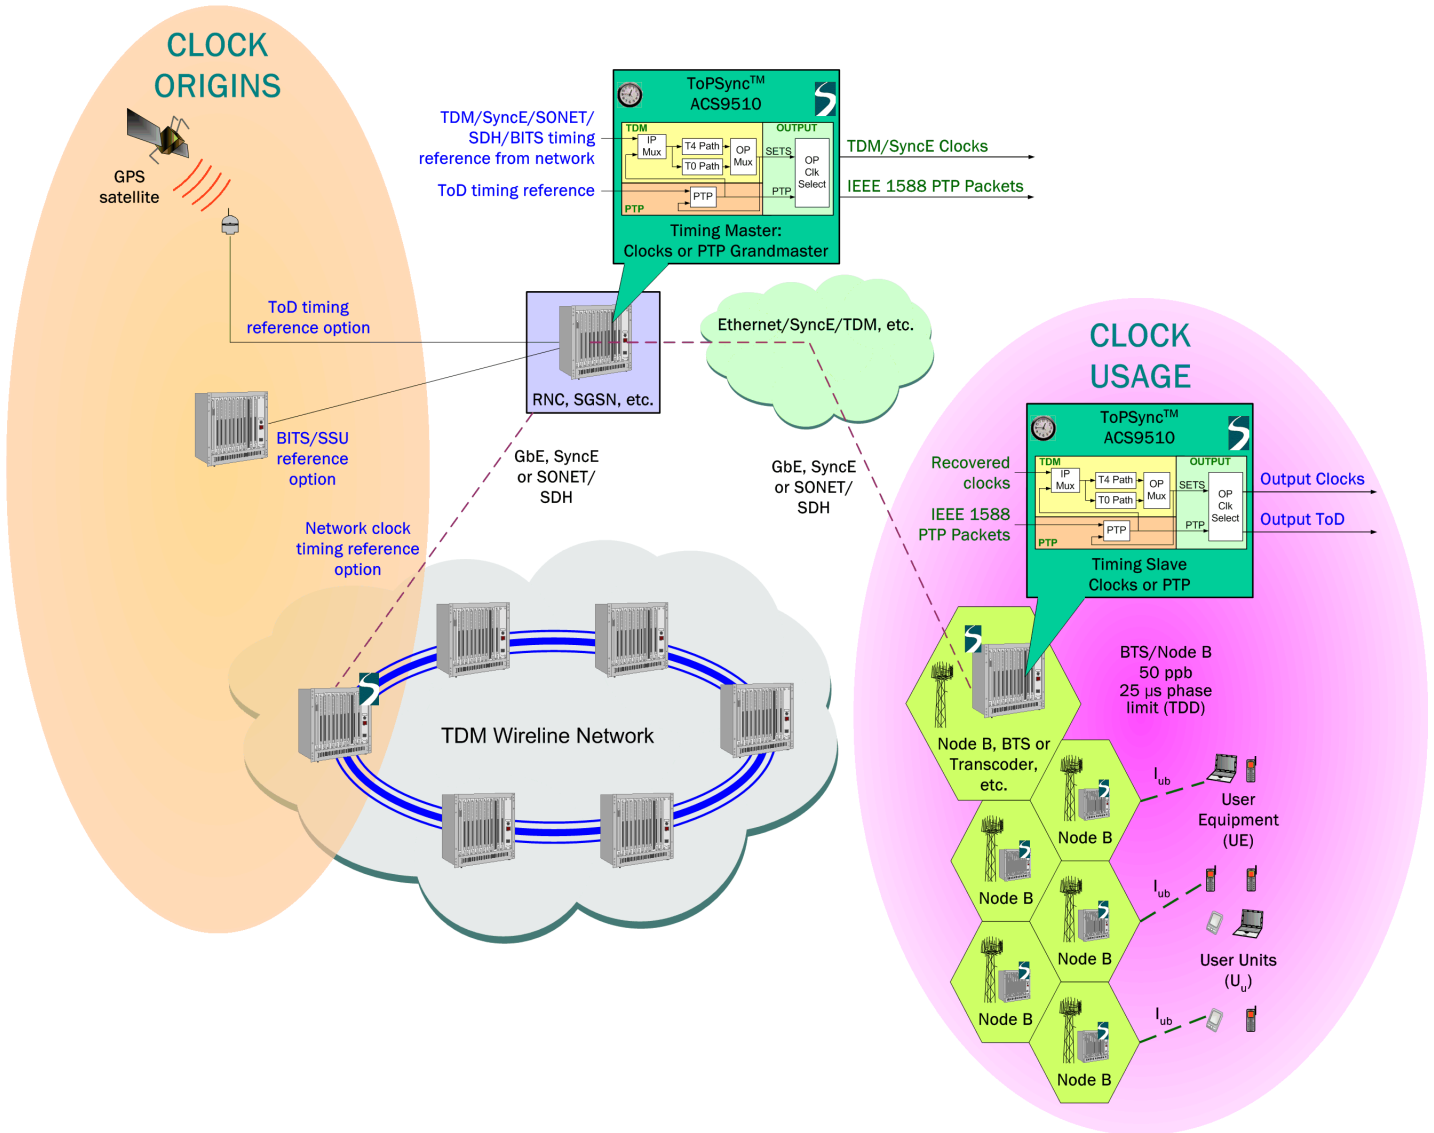 CLOCK
ORIGINS
GPS
satellite
ToD timing
reference option
BITS/SSU
reference
option
Network clock
timing reference
option
TDM/SyncE/SONET/
SDH/BITS timing
reference from network
ToD timing reference
ToPSync™
ACS9510
TDM
IP
Mux
T4 Path
T0 Path
OP
Mux
SETS
OUTPUT
OP
Clk
Select
PTP
PTP
PTP
Timing Master:
Clocks or PTP Grandmaster
TDM/SyncE Clocks
IEEE 1588 PTP Packets
RNC, SGSN, etc.
Ethernet/SyncE/TDM, etc.
GbE, SyncE
or SONET/
SDH
GbE, SyncE
or SONET/
SDH
TDM Wireline Network
CLOCK
USAGE
Recovered
clocks
IEEE 1588
PTP Packets
ToPSync™
ACS9510
TDM
IP
Mux
T4 Path
T0 Path
OP
Mux
SETS
OUTPUT
OP
Clk
Select
PTP
PTP
PTP
Timing Slave
Clocks or PTP
Output Clocks
Output ToD
BTS/Node B
50 ppb
25 µs phase
limit (TDD)
Node B, BTS or
Transcoder,
etc.
Node B
Node B
Node B
Node B
Node B
Iub
User
Equipment
(UE)
Iub
User Units
(Uu)
Iub